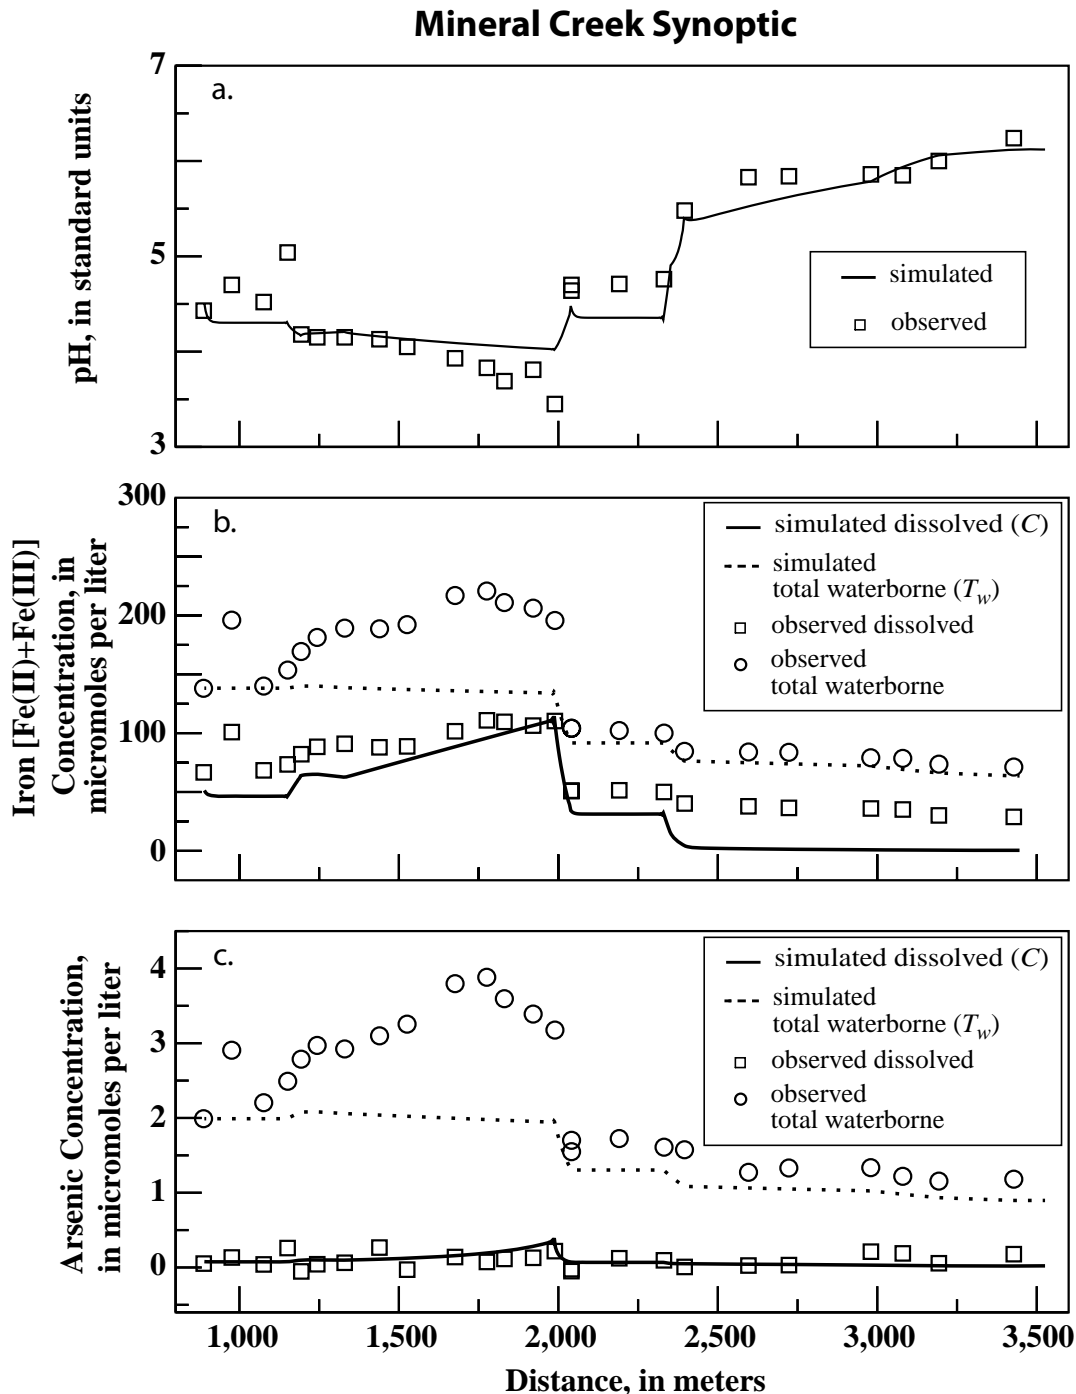 Mineral Creek Synoptic
a.
pH, in standard units
7
5
3
simulated
observed
b.
Iron [Fe(II)+Fe(III)]
Concentration, in
micromoles per liter
300
200
100
0
simulated dissolved (C)
simulated
total waterborne (Tw)
observed dissolved
observed
total waterborne
c.
Arsenic Concentration,
in micromoles per liter
4
3
2
1
0
simulated dissolved (C)
simulated
total waterborne (Tw)
observed dissolved
observed
total waterborne
1,000 1,500 2,000 2,500 3,000 3,500
Distance, in meters